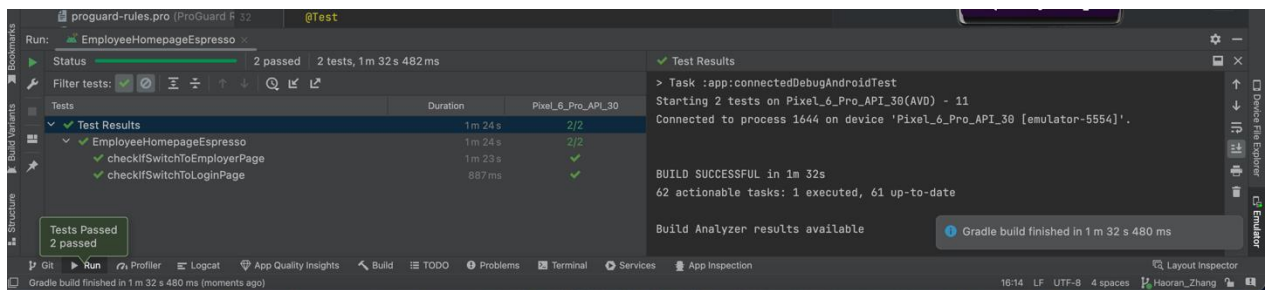 proguard-rules.pro (ProGuard R 32 @Test
Run: EmployeeHomepageEspresso
Status 2 passed 2 tests, 1 m 32 s 482 ms
Test Results
Filter tests:
Tests Duration Pixel_6_Pro_API_30
Test Results 1 m 24 s 2/2
EmployeeHomepageEspresso 1 m 24 s 2/2
checkIfSwitchToEmployerPage 1 m 23 s
checkIfSwitchToLoginPage 887 ms
> Task :app:connectedDebugAndroidTest
Starting 2 tests on Pixel_6_Pro_API_30(AVD) - 11
Connected to process 1644 on device 'Pixel_6_Pro_API_30 [emulator-5554]'.
BUILD SUCCESSFUL in 1m 32s
62 actionable tasks: 1 executed, 61 up-to-date
Build Analyzer results available
Gradle build finished in 1 m 32 s 480 ms
Tests Passed
2 passed
Bookmarks
Build Variants
Structure
Device File Explorer
Emulator
Git Run Profiler Logcat App Quality Insights Build TODO Problems Terminal Services App Inspection Layout Inspector
Gradle build finished in 1 m 32 s 480 ms (moments ago) 16:14 LF UTF-8 4 spaces Haoran_Zhang